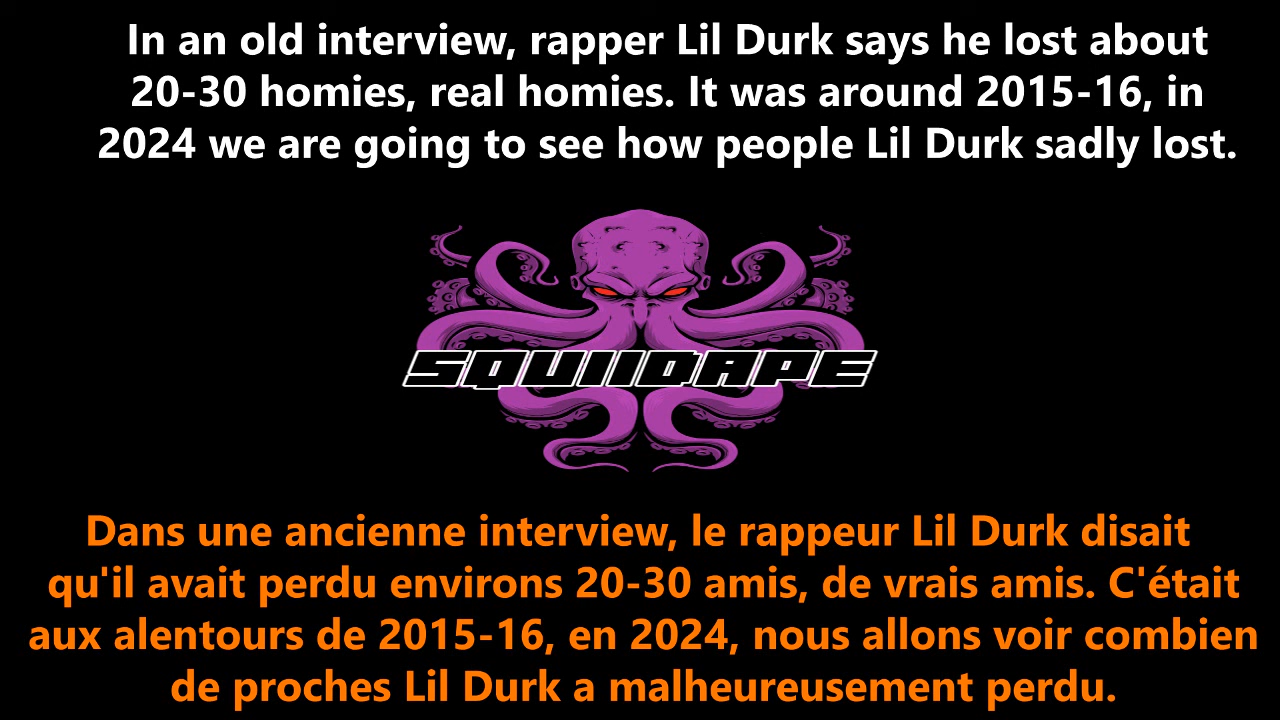 In an old interview, rapper Lil Durk says he lost about
20-30 homies, real homies. It was around 2015-16, in
2024 we are going to see how people Lil Durk sadly lost.
SQUIIDAPE
Dans une ancienne interview, le rappeur Lil Durk disait
qu'il avait perdu environs 20-30 amis, de vrais amis. C'était
aux alentours de 2015-16, en 2024, nous allons voir combien
de proches Lil Durk a malheureusement perdu.